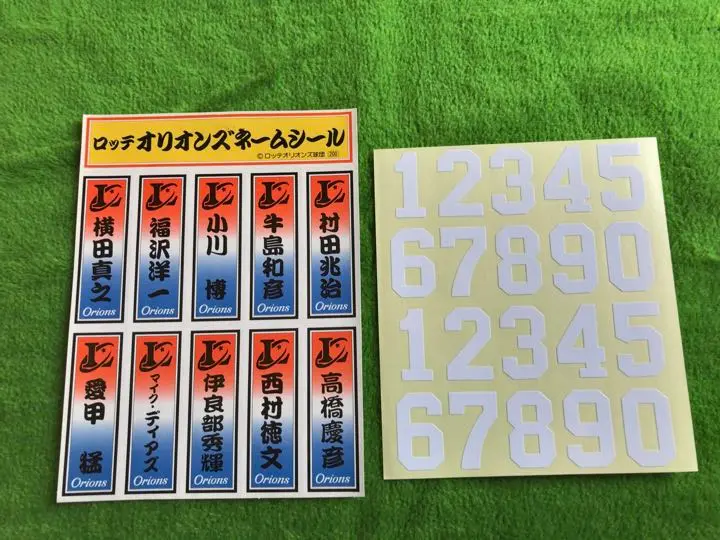 ロッテオリオンズネームシール
© ロッテオリオンズ球団 200
横田真之
Orions
福沢洋一
Orions
小川 博
Orions
牛島和彦
Orions
村田兆治
Orions
愛甲 猛
Orions
マイク・デイアス
Orions
伊良部秀輝
Orions
西村徳文
Orions
高橋慶彦
Orions
12345
67890
12345
67890